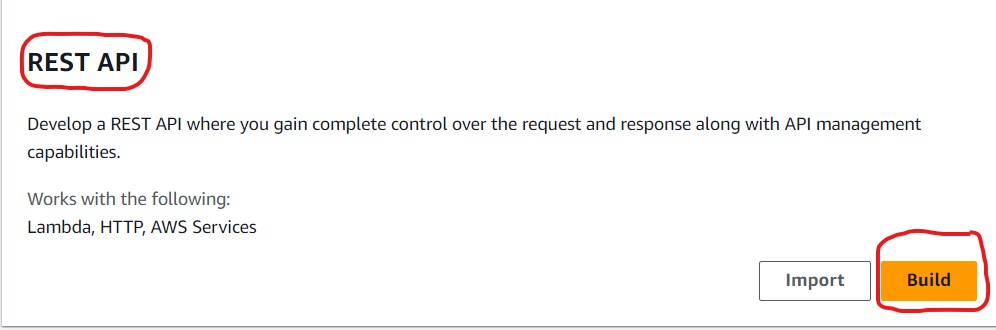 REST API
Develop a REST API where you gain complete control over the request and response along with API management
capabilities.
Works with the following:
Lambda, HTTP, AWS Services
Import
Build